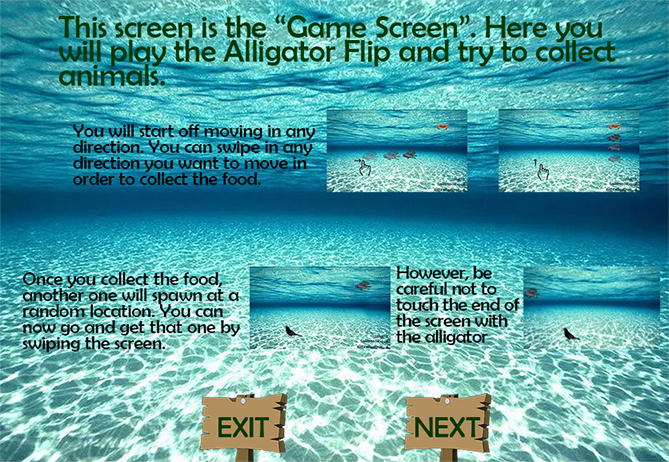 This screen is the “Game Screen”. Here you
will play the Alligator Flip and try to collect
animals.
You will start off moving in any
direction. You can swipe in any
direction you want to move in
order to collect the food.
Once you collect the food,
another one will spawn at a
random location. You can
now go and get that one by
swiping the screen.
However, be
careful not to
touch the end of
the screen with
the alligator
EXIT
NEXT